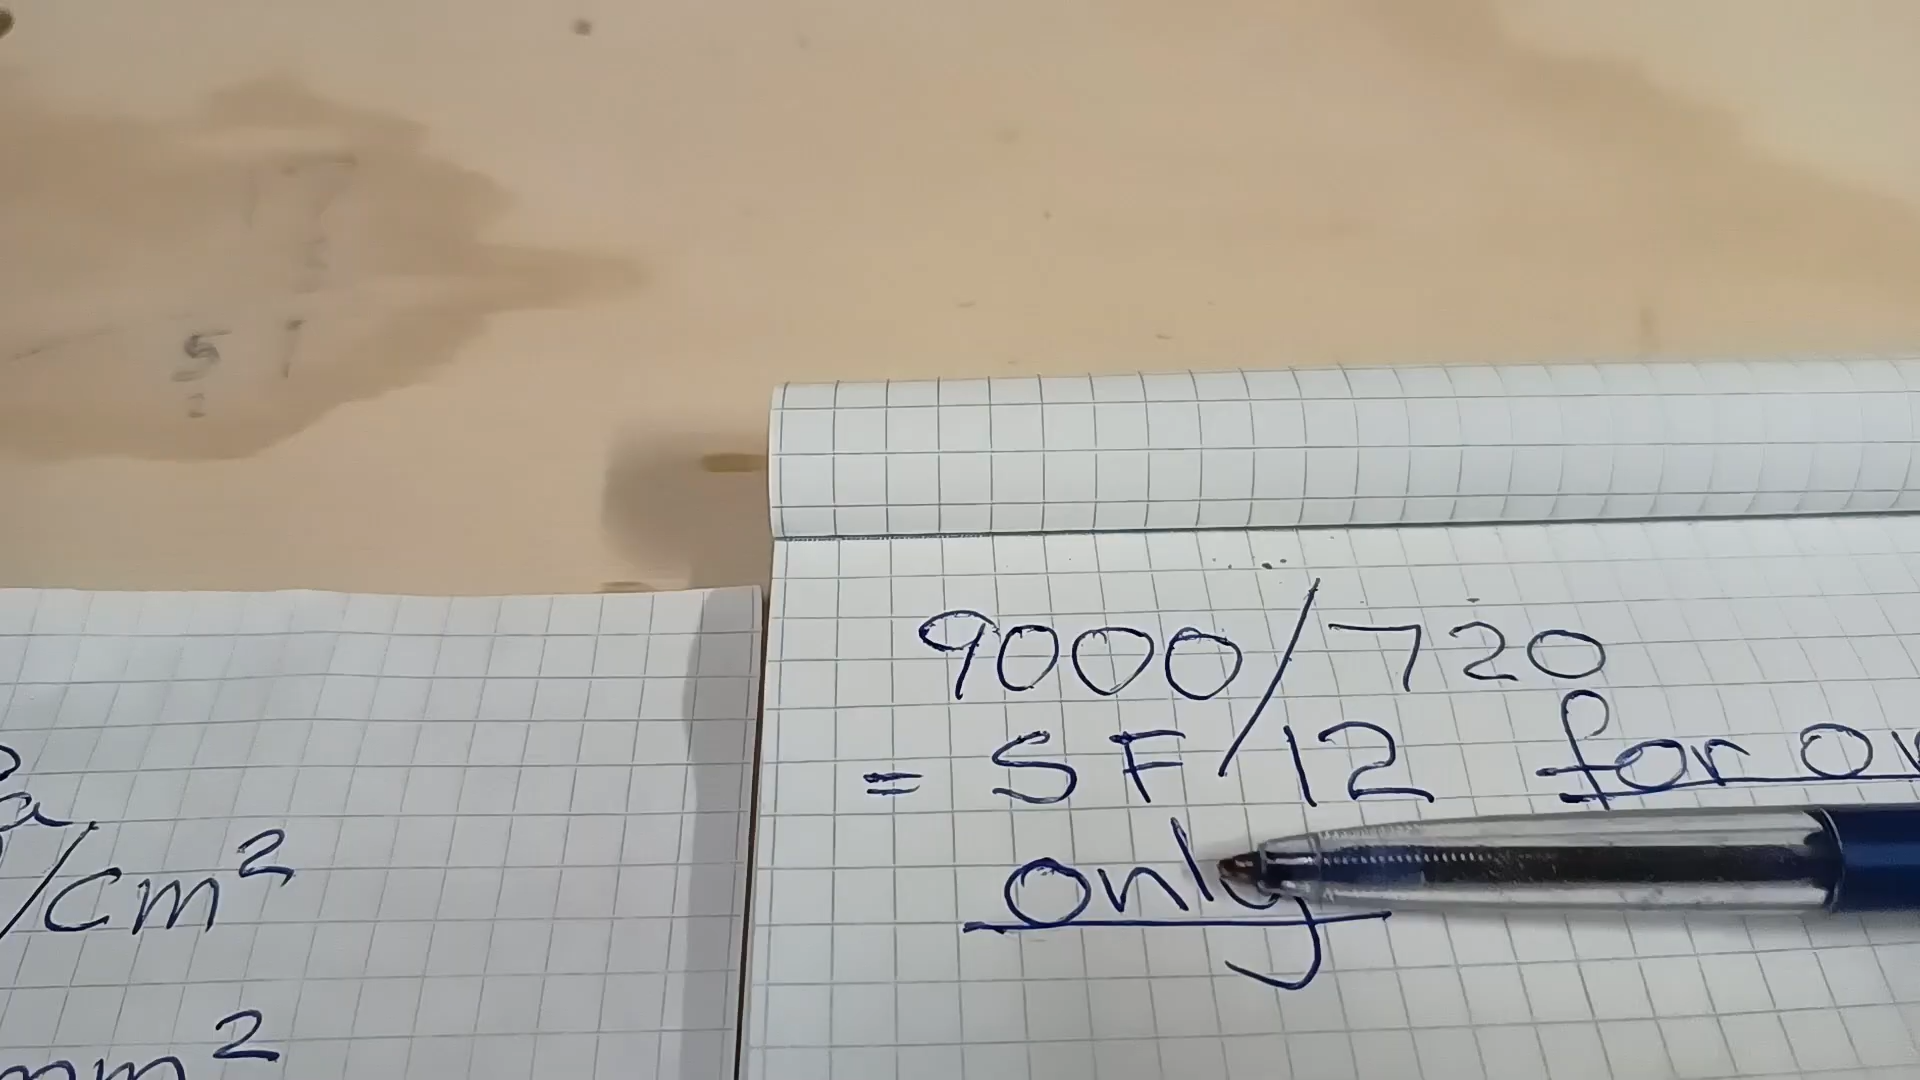 /cm²
mm²
9000/720
= SF/12 for
only